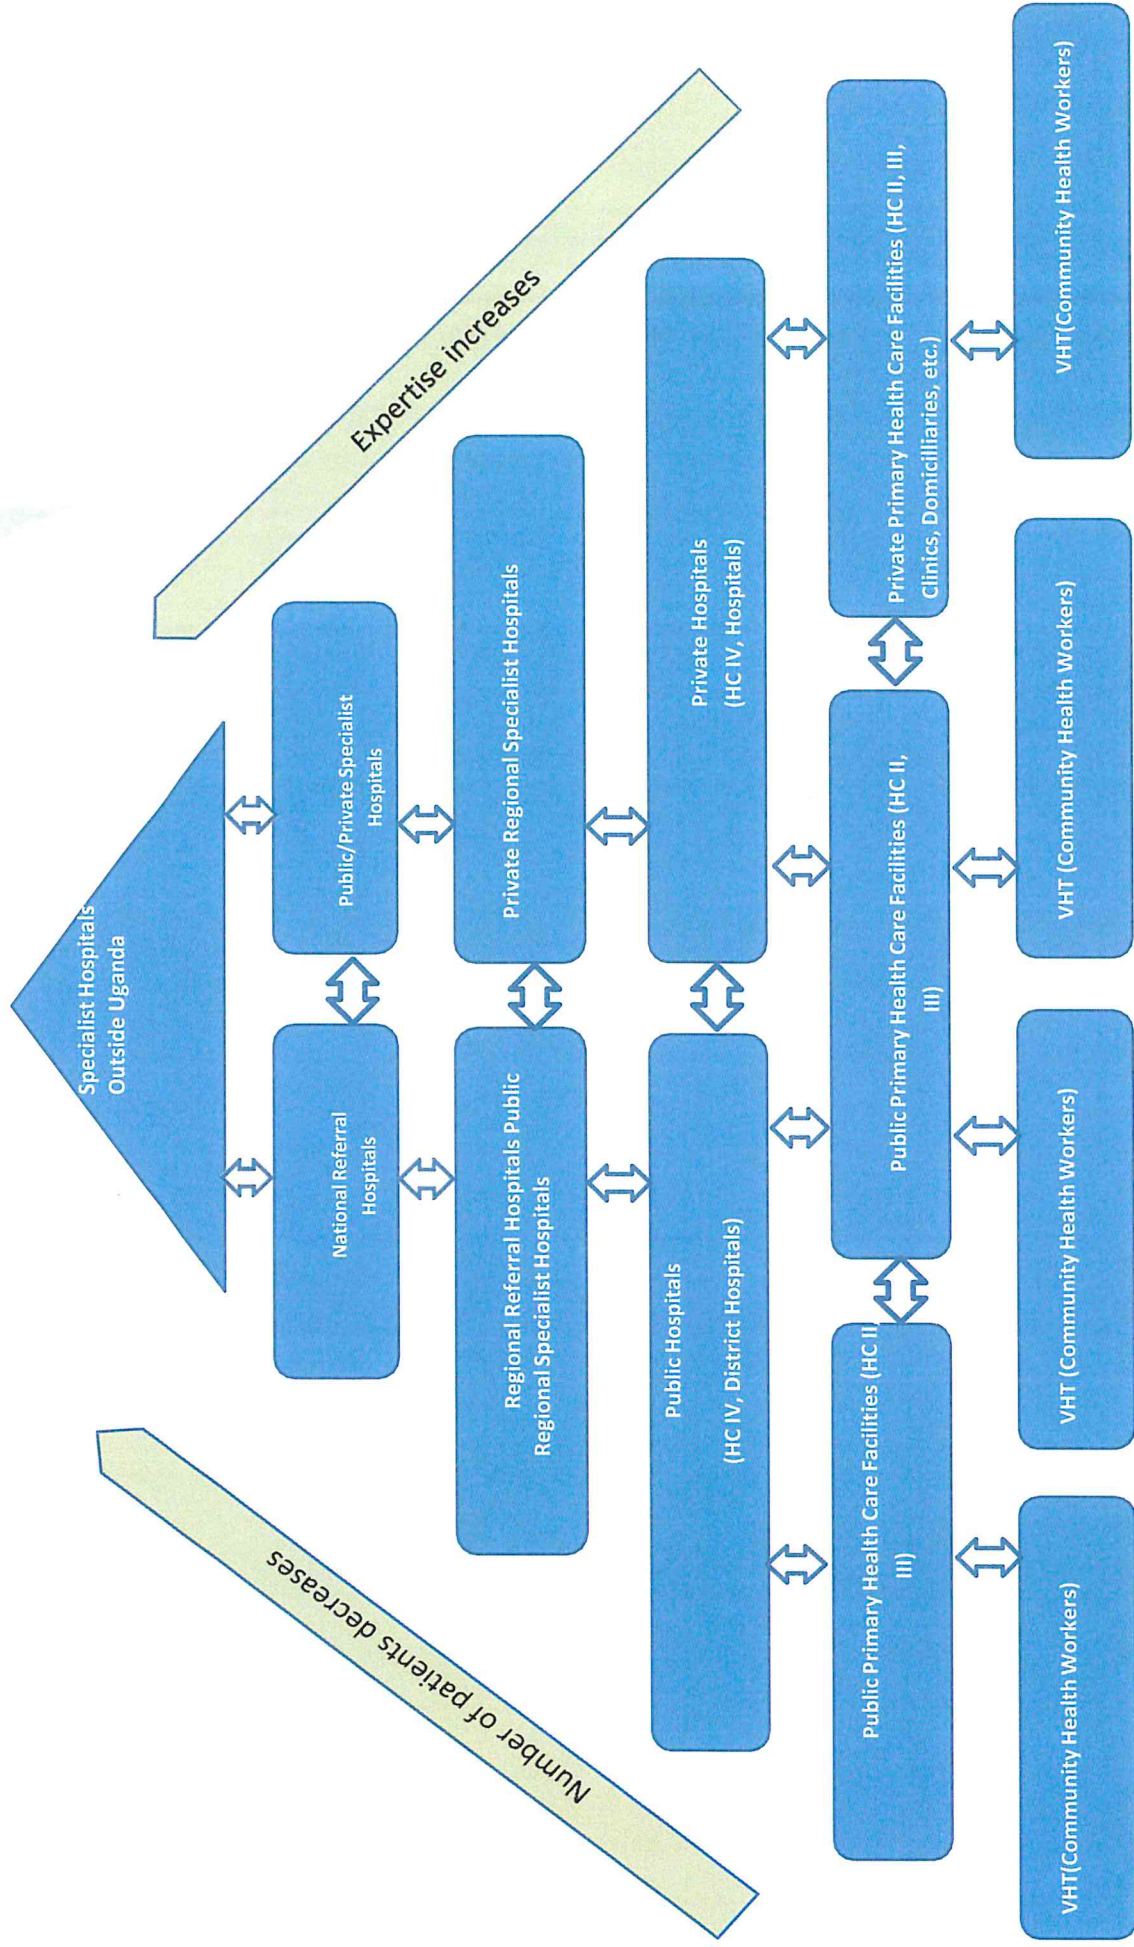 Specialist Hospitals
Outside Uganda
Number of patients decreases
Expertise increases
National Referral
Hospitals
Public/Private Specialist
Hospitals
Regional Referral Hospitals Public
Regional Specialist Hospitals
Private Regional Specialist Hospitals
Public Hospitals
(HC IV, District Hospitals)
Private Hospitals
(HC IV, Hospitals)
Public Primary Health Care Facilities (HC II,
III)
Public Primary Health Care Facilities (HC II,
III)
Private Primary Health Care Facilities (HC II, III,
Clinics, Domicilliaries, etc.)
VHT(Community Health Workers)
VHT (Community Health Workers)
VHT (Community Health Workers)
VHT(Community Health Workers)